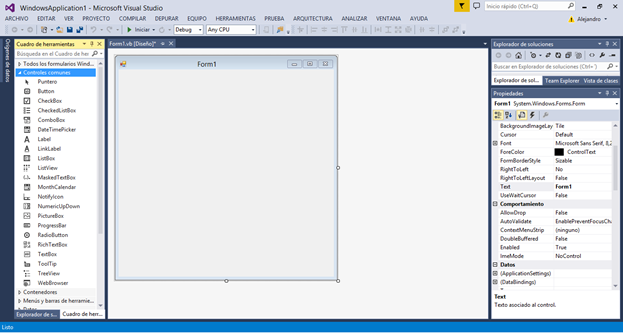 WindowsApplication1 - Microsoft Visual Studio
Inicio rápido (Ctrl+Q)
ARCHIVO EDITAR VER PROYECTO COMPILAR DEPURAR EQUIPO HERRAMIENTAS PRUEBA ARQUITECTURA ANALIZAR VENTANA AYUDA
Alejandro
Iniciar Debug Any CPU
Orígenes de datos
Cuadro de herramientas
Buscar en el Cuadro de her
Todos los formularios Wind
Controles comunes
Puntero
Button
CheckBox
CheckedListBox
ComboBox
DateTimePicker
Label
LinkLabel
ListBox
ListView
MaskedTextBox
MonthCalendar
NotifyIcon
NumericUpDown
PictureBox
ProgressBar
RadioButton
RichTextBox
TextBox
ToolTip
TreeView
WebBrowser
Contenedores
Menús y barras de herramie...
Explorador de s... Cuadro de herr...
Form1.vb [Diseño]*
Form1
Explorador de soluciones
Buscar en Explorador de soluciones (Ctrl+´)
Explorador de sol... Team Explorer Vista de clases
Propiedades
Form1 System.Windows.Forms.Form
BackgroundImageLay Tile
Cursor Default
Font Microsoft Sans Serif, 8,2
ForeColor ControlText
FormBorderStyle Sizable
RightToLeft No
RightToLeftLayout False
Text Form1
UseWaitCursor False
Comportamiento
AllowDrop False
AutoValidate EnablePreventFocusCha
ContextMenuStrip (ninguno)
DoubleBuffered False
Enabled True
ImeMode NoControl
Datos
(ApplicationSettings)
(DataBindings)
Text
Texto asociado al control.
Listo